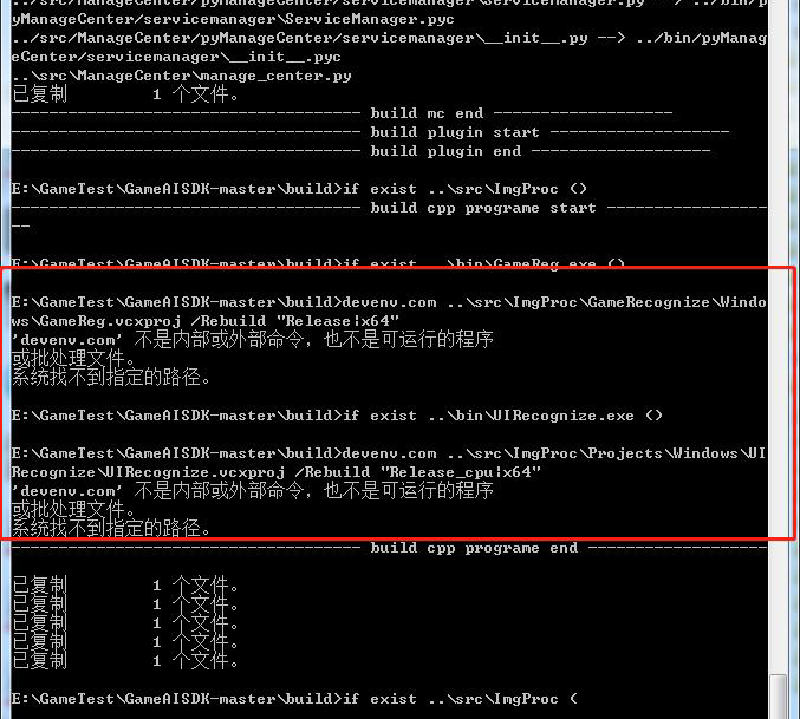 ../src/ManageCenter/pyManageCenter/servicemanager\ServiceManager.py --> ../bin/p
yManageCenter/servicemanager\ServiceManager.pyc
../src/ManageCenter/pyManageCenter/servicemanager\__init__.py --> ../bin/pyManag
eCenter/servicemanager\__init__.pyc
..\src\ManageCenter\manage_center.py
已复制         1 个文件。
------------------------------------- build mc end -------------------
------------------------------------- build plugin start -------------------
------------------------------------- build plugin end -------------------
E:\GameTest\GameAISDK-master\build>if exist ..\src\ImgProc ()
------------------------------------- build cpp programe start -----------------
--
E:\GameTest\GameAISDK-master\build>if exist ..\bin\GameReg.exe ()
E:\GameTest\GameAISDK-master\build>devenv.com ..\src\ImgProc\GameRecognize\Windo
ws\GameReg.vcxproj /Rebuild "Release|x64"
'devenv.com' 不是内部或外部命令，也不是可运行的程序
或批处理文件。
系统找不到指定的路径。
E:\GameTest\GameAISDK-master\build>if exist ..\bin\UIRecognize.exe ()
E:\GameTest\GameAISDK-master\build>devenv.com ..\src\ImgProc\Projects\Windows\UI
Recognize\UIRecognize.vcxproj /Rebuild "Release_cpu|x64"
'devenv.com' 不是内部或外部命令，也不是可运行的程序
或批处理文件。
系统找不到指定的路径。
------------------------------------- build cpp programe end -------------------
已复制         1 个文件。
已复制         1 个文件。
已复制         1 个文件。
已复制         1 个文件。
已复制         1 个文件。
E:\GameTest\GameAISDK-master\build>if exist ..\src\ImgProc (